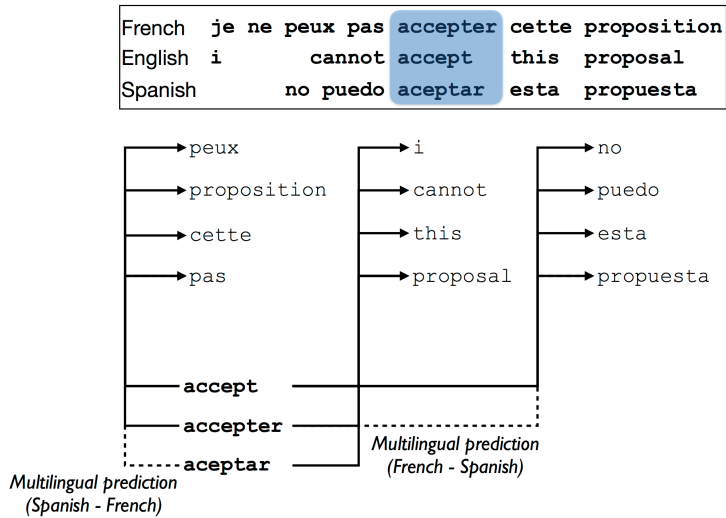 French je ne peux pas accepter cette proposition
English i cannot accept this proposal
Spanish no puedo aceptar esta propuesta
peux i no
proposition cannot puedo
cette this esta
pas proposal propuesta
accept
accepter
Multilingual prediction
(French - Spanish)
aceptar
Multilingual prediction
(Spanish - French)